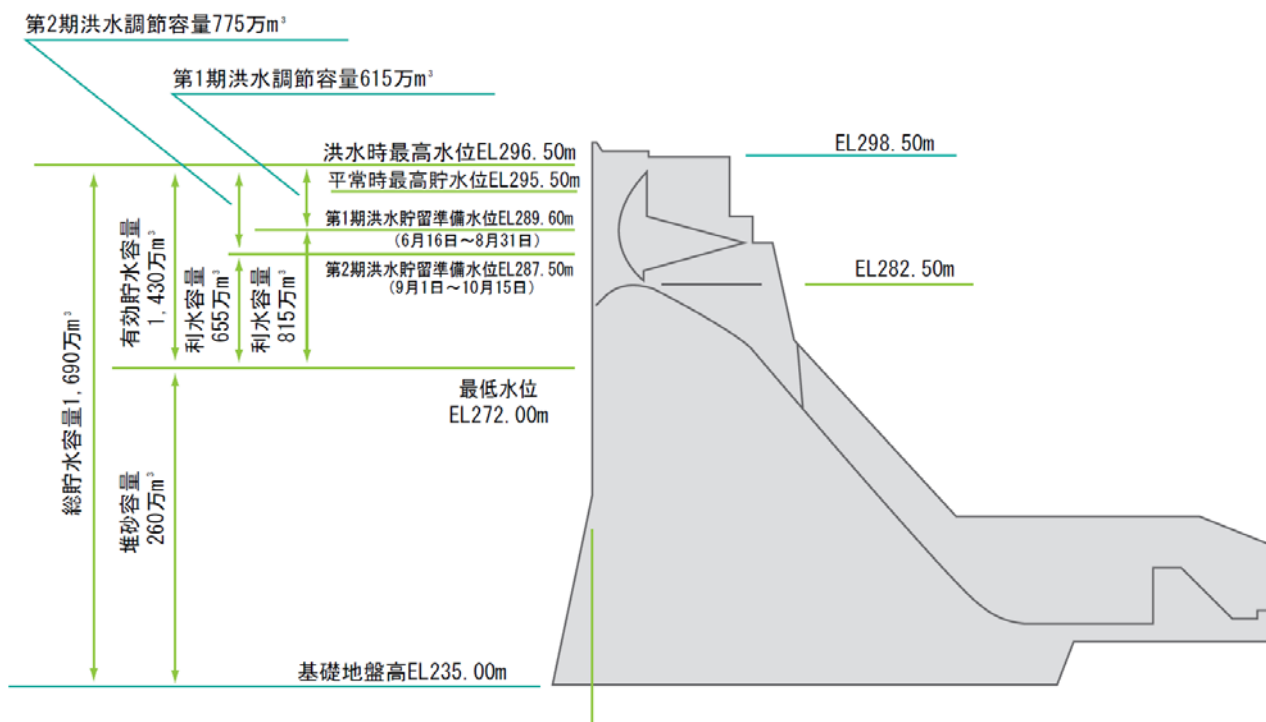 第2期洪水調節容量775万m³
第1期洪水調節容量615万m³
洪水時最高水位EL296.50m
平常時最高貯水位EL295.50m
第1期洪水貯留準備水位EL289.60m
（6月16日～8月31日）
第2期洪水貯留準備水位EL287.50m
（9月1日～10月15日）
EL298.50m
EL282.50m
総貯水容量1,690万m³
有効貯水容量
1,430万m³
利水容量
655万m³
利水容量
815万m³
最低水位
EL272.00m
堆砂容量
260万m³
基礎地盤高EL235.00m